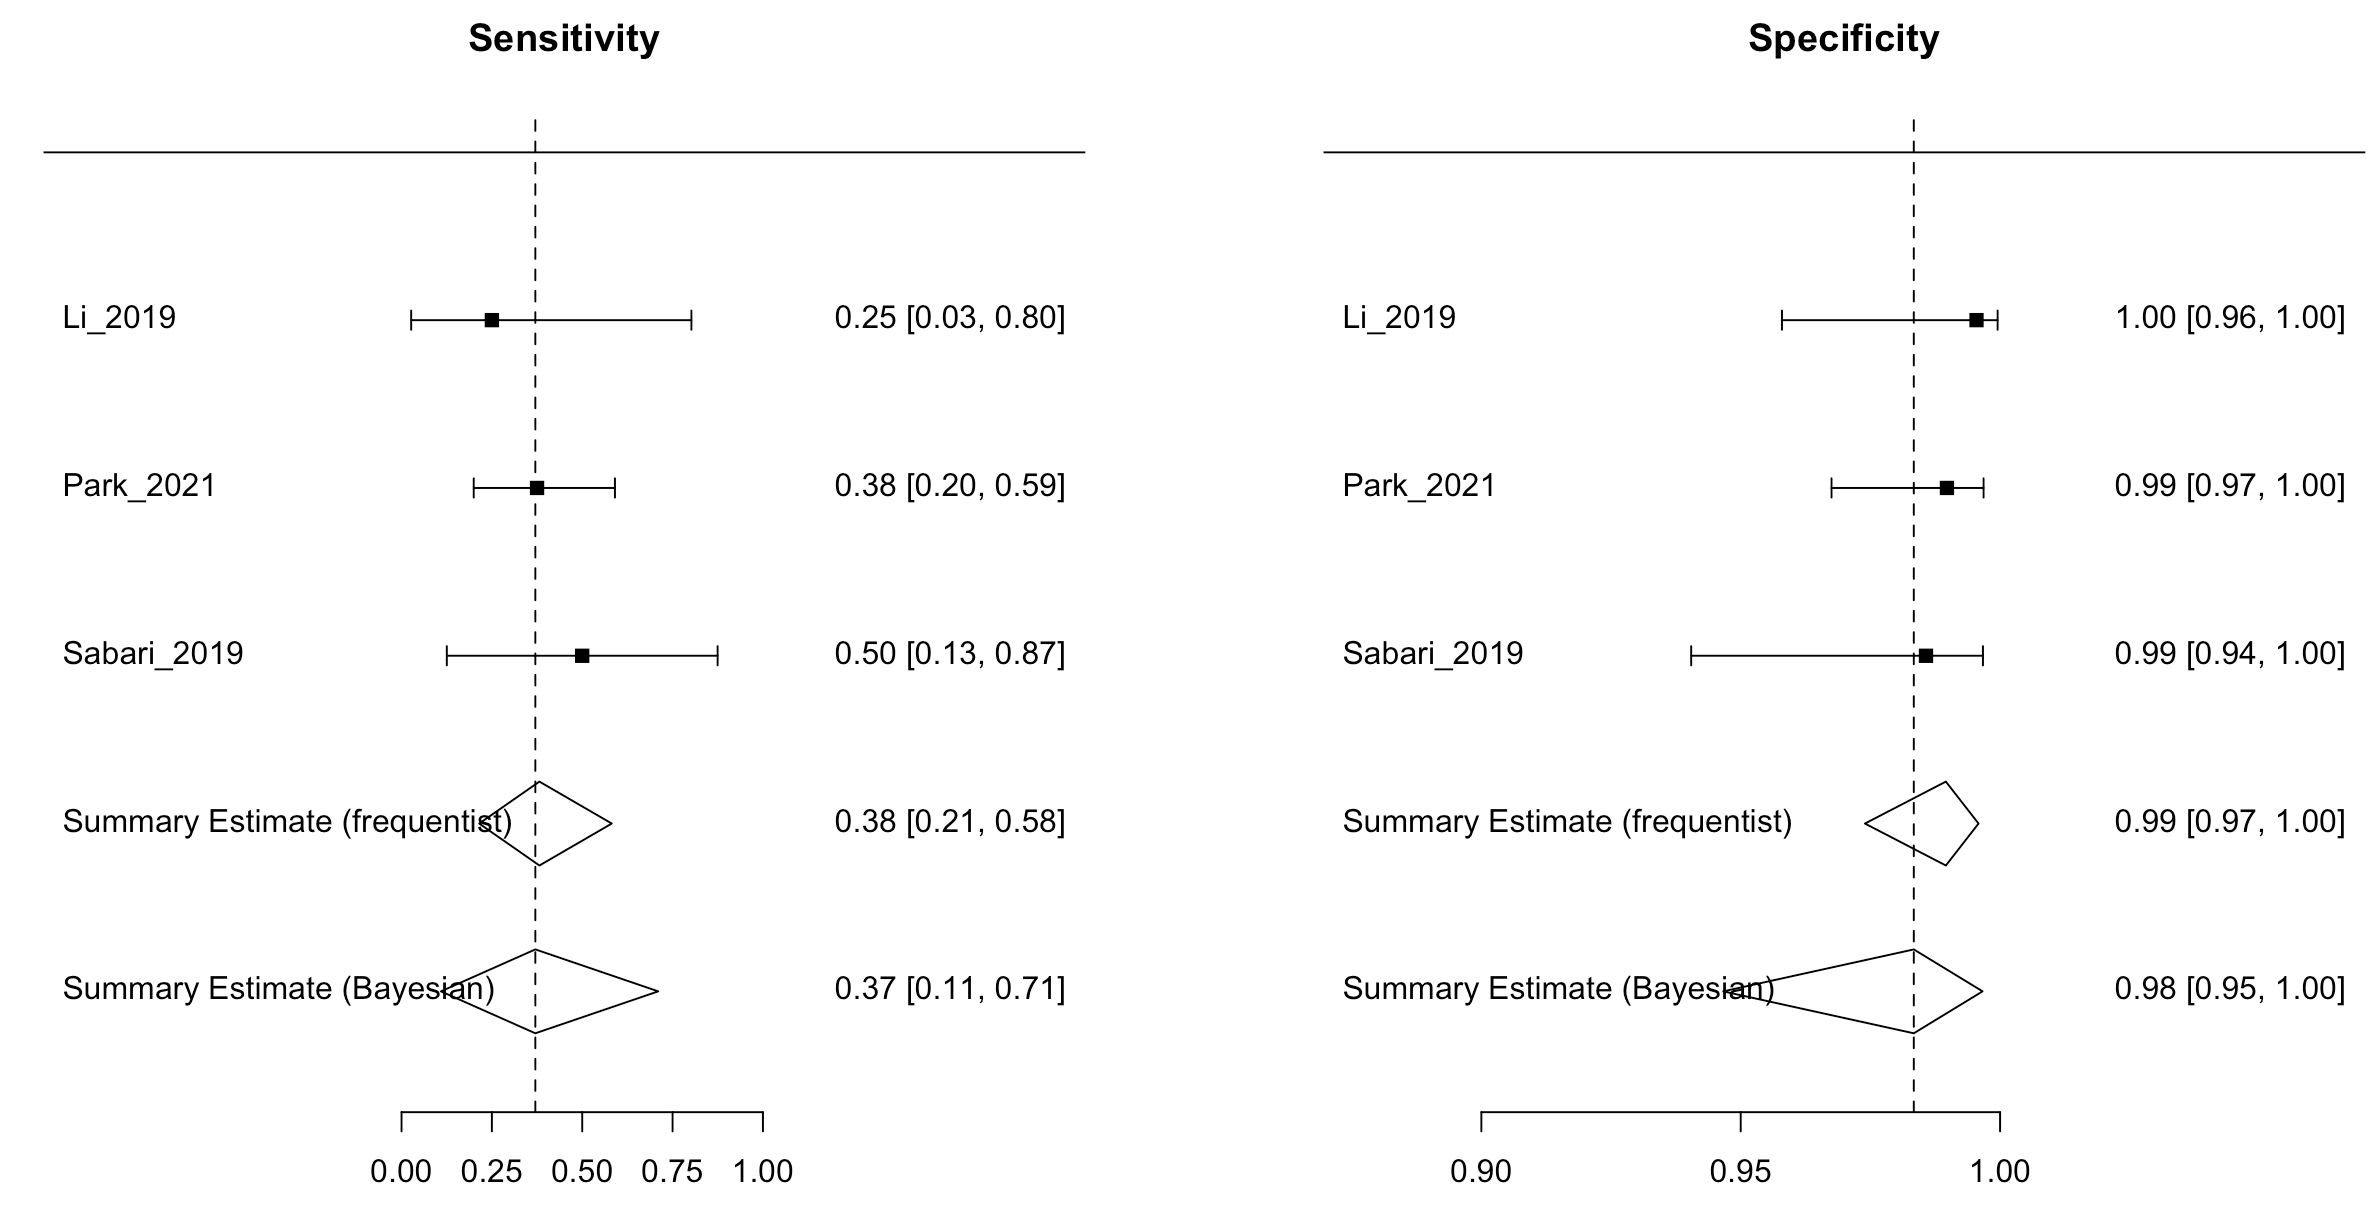 Sensitivity
Li_2019 0.25 [0.03, 0.80]
Park_2021 0.38 [0.20, 0.59]
Sabari_2019 0.50 [0.13, 0.87]
Summary Estimate (frequentist) 0.38 [0.21, 0.58]
Summary Estimate (Bayesian) 0.37 [0.11, 0.71]
0.00 0.25 0.50 0.75 1.00
Specificity
Li_2019 1.00 [0.96, 1.00]
Park_2021 0.99 [0.97, 1.00]
Sabari_2019 0.99 [0.94, 1.00]
Summary Estimate (frequentist) 0.99 [0.97, 1.00]
Summary Estimate (Bayesian) 0.98 [0.95, 1.00]
0.90 0.95 1.00